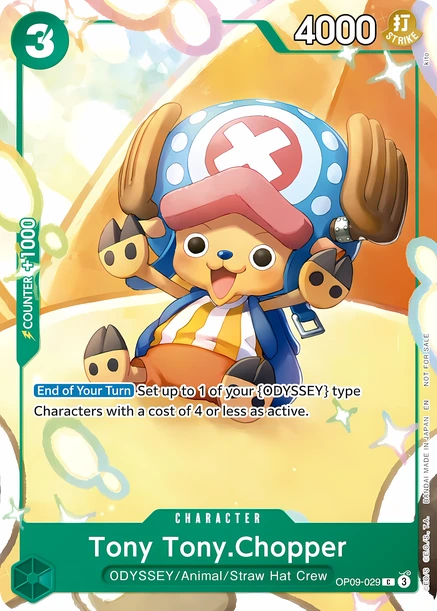 3
4000
打
STRIKE
kito
COUNTER +1000
End of Your Turn Set up to 1 of your {ODYSSEY} type
Characters with a cost of 4 or less as active.
CHARACTER
Tony Tony.Chopper
ODYSSEY/Animal/Straw Hat Crew
OP09-029 C 3
BANDAI MADE IN JAPAN EN NOT FOR SALE